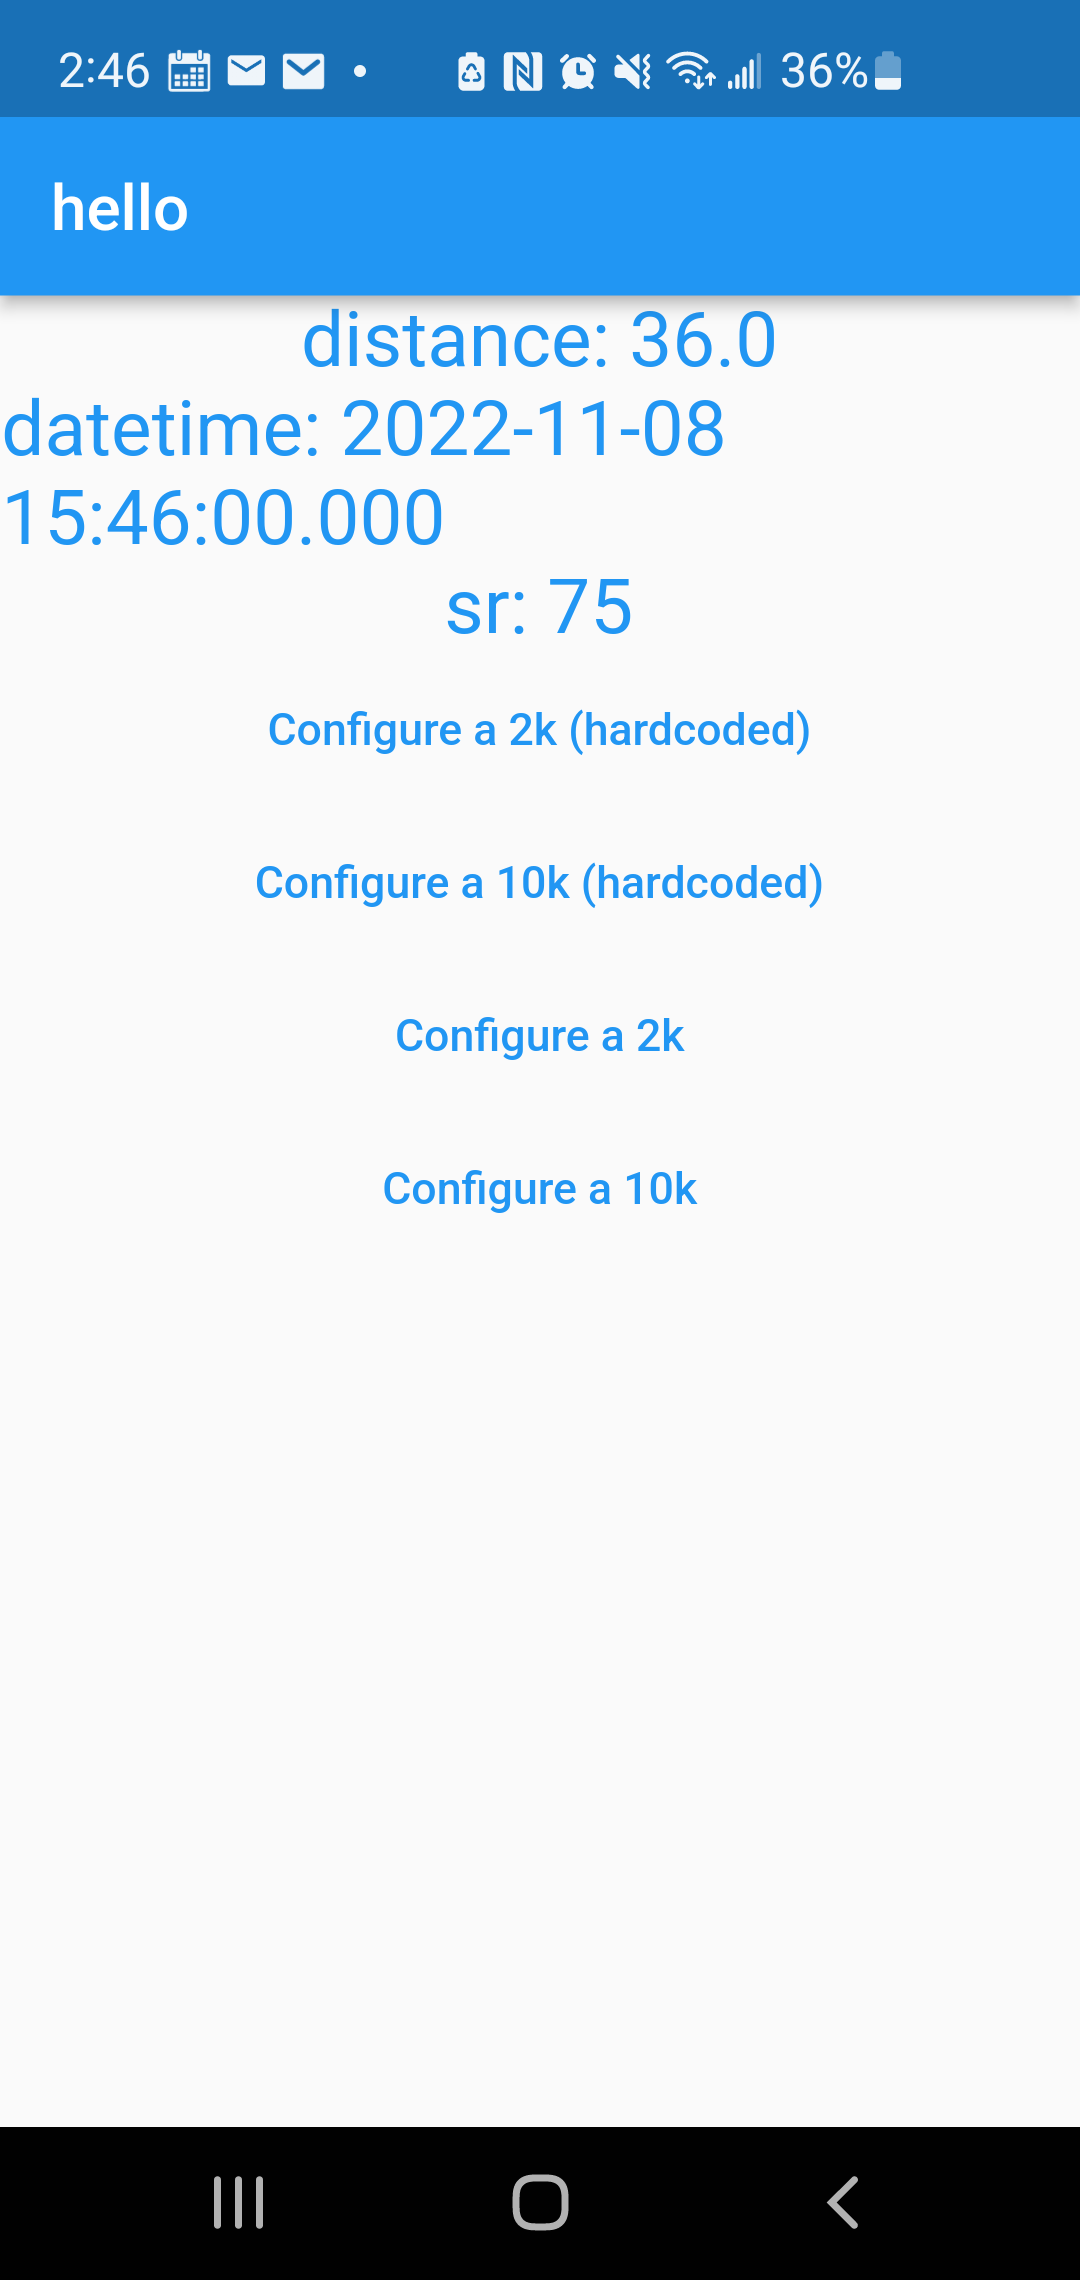 2:46 36%
hello
distance: 36.0
datetime: 2022-11-08
15:46:00.000
sr: 75
Configure a 2k (hardcoded)
Configure a 10k (hardcoded)
Configure a 2k
Configure a 10k